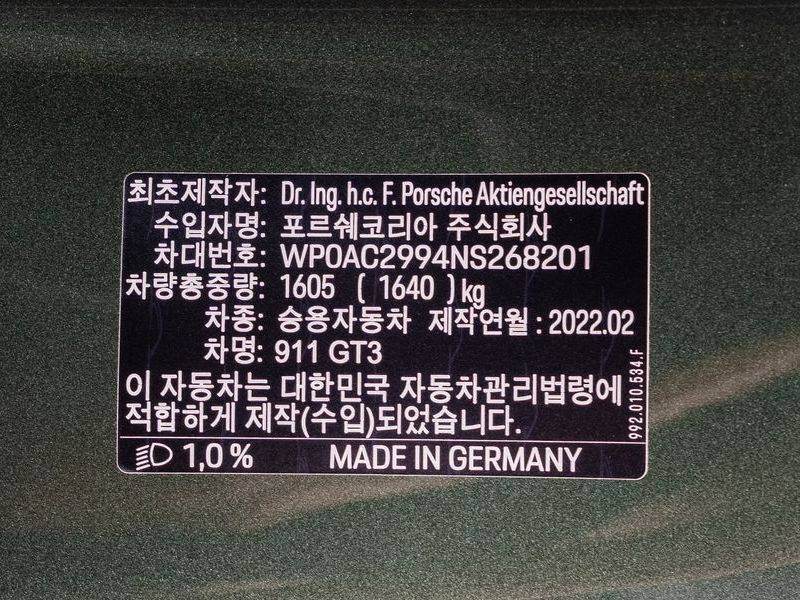 최초제작자: Dr. Ing. h.c. F. Porsche Aktiengesellschaft
수입자명: 포르쉐코리아 주식회사
차대번호: WP0AC2994NS268201
차량총중량: 1605 ( 1640 ) kg
차종: 승용자동차 제작연월 : 2022.02
차명: 911 GT3
이 자동차는 대한민국 자동차관리법령에
적합하게 제작(수입)되었습니다.
992.010.534.F
1,0 % MADE IN GERMANY